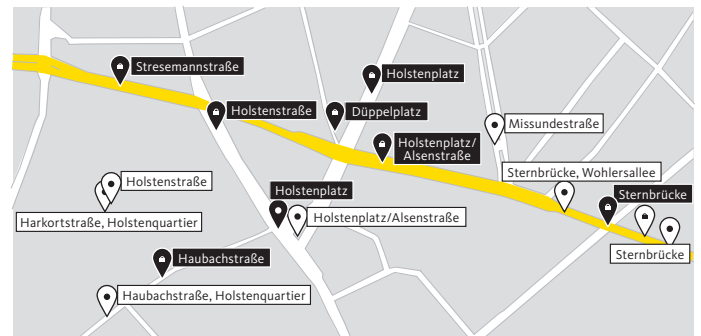 Stresemannstraße
Holstenplatz
Holstenstraße
Düppelplatz
Missundestraße
Holstenplatz/
Alsenstraße
Sternbrücke, Wohlersallee
Holstenstraße
Holstenplatz
Sternbrücke
Harkortstraße, Holstenquartier
Holstenplatz/Alsenstraße
Haubachstraße
Sternbrücke
Haubachstraße, Holstenquartier